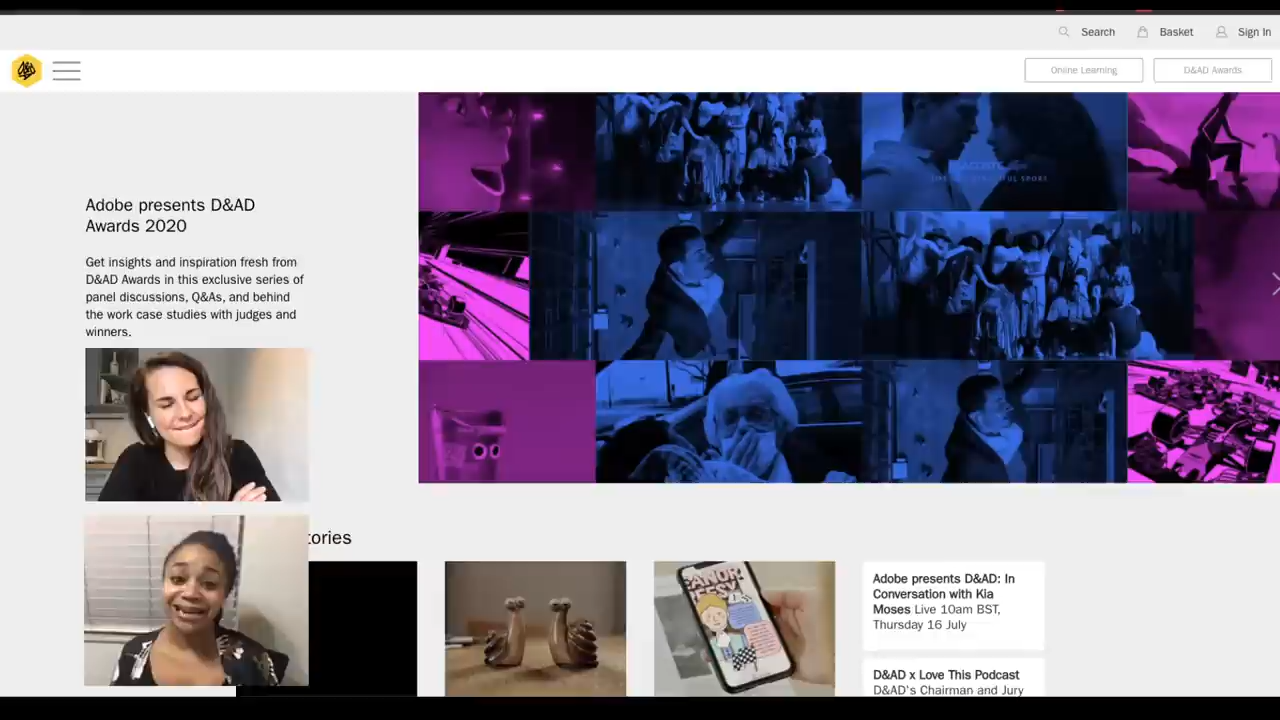 Search
Basket
Sign In
Online Learning
D&AD Awards
Adobe presents D&AD
Awards 2020
Get insights and inspiration fresh from
D&AD Awards in this exclusive series of
panel discussions, Q&As, and behind
the work case studies with judges and
winners.
tories
Adobe presents D&AD: In
Conversation with Kia
Moses Live 10am BST,
Thursday 16 July
D&AD x Love This Podcast
D&AD's Chairman and Jury